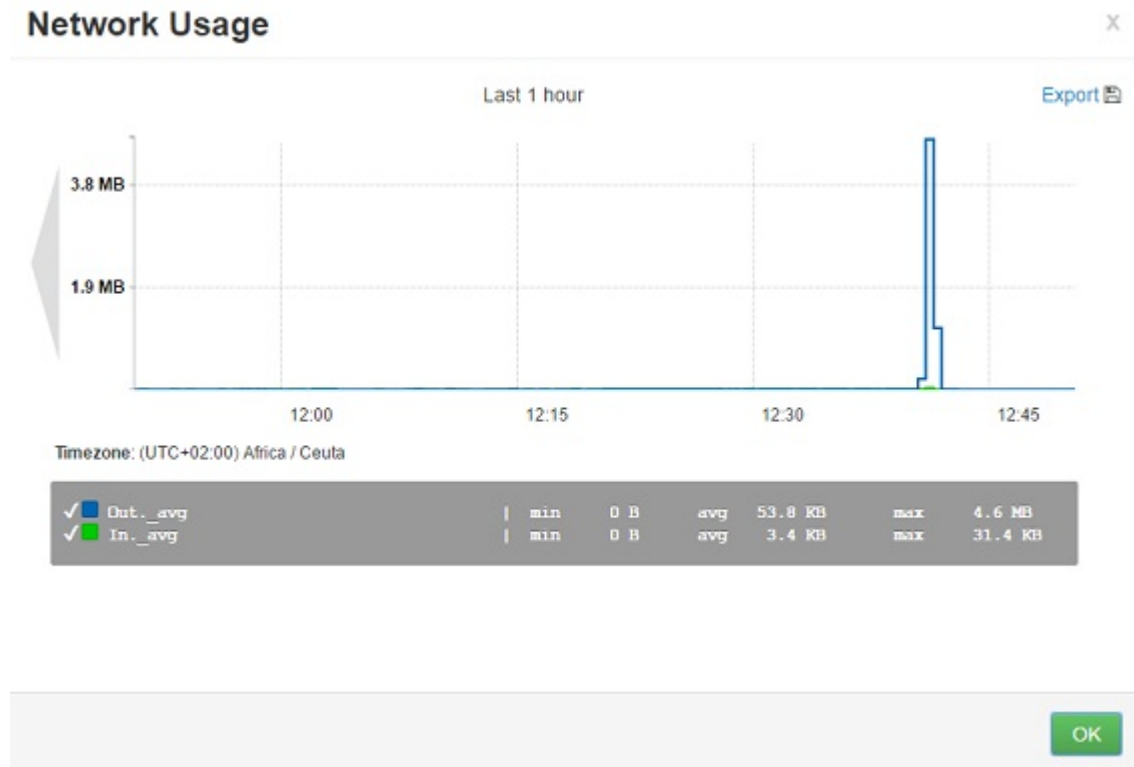 Network Usage
X
Last 1 hour
Export
3.8 MB
1.9 MB
12:00 12:15 12:30 12:45
Timezone: (UTC+02:00) Africa / Ceuta
Out._avg | min 0 B avg 53.8 KB max 4.6 MB
In._avg | min 0 B avg 3.4 KB max 31.4 KB
OK